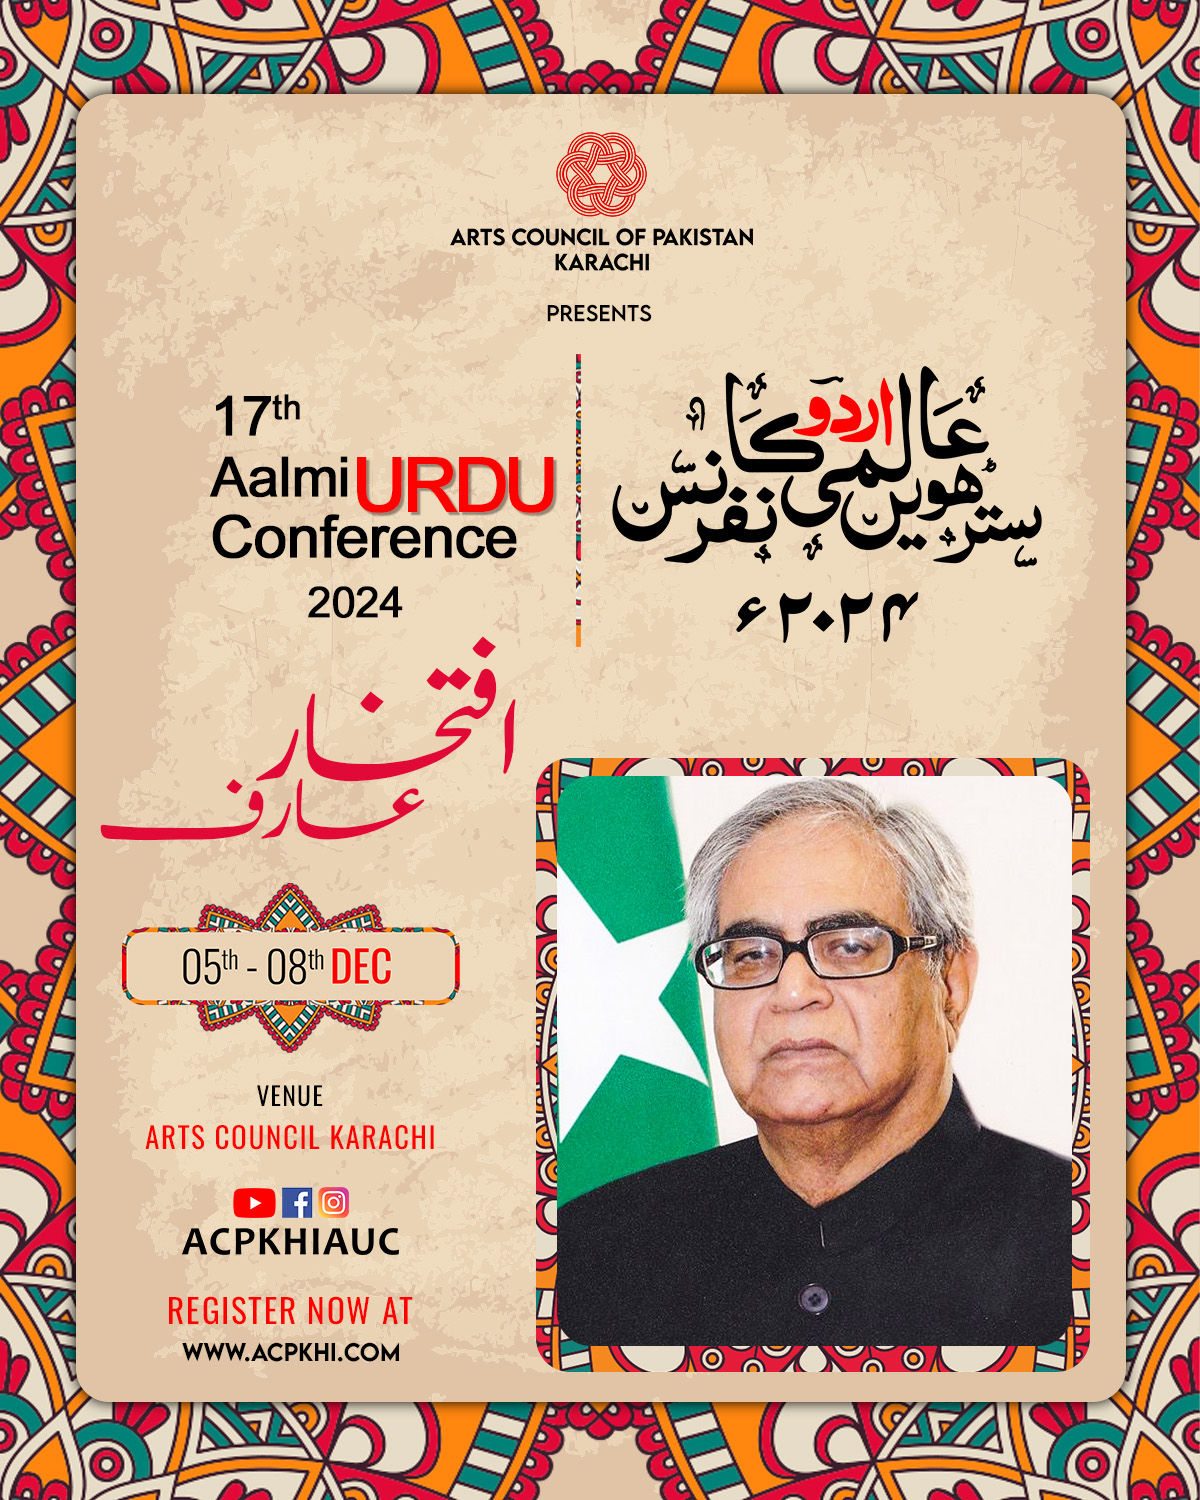 ARTS COUNCIL OF PAKISTAN
KARACHI
PRESENTS
17th
Aalmi URDU
Conference
2024
عالمی اردو کانفرنس
سترھویں
۲۰۲۴ء
افتخار
عارف
05th - 08th DEC
VENUE
ARTS COUNCIL KARACHI
ACPKHIAUC
REGISTER NOW AT
WWW.ACPKHI.COM